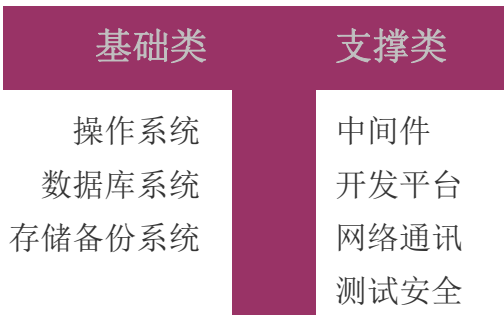 基础类
操作系统
数据库系统
存储备份系统
支撑类
中间件
开发平台
网络通讯
测试安全